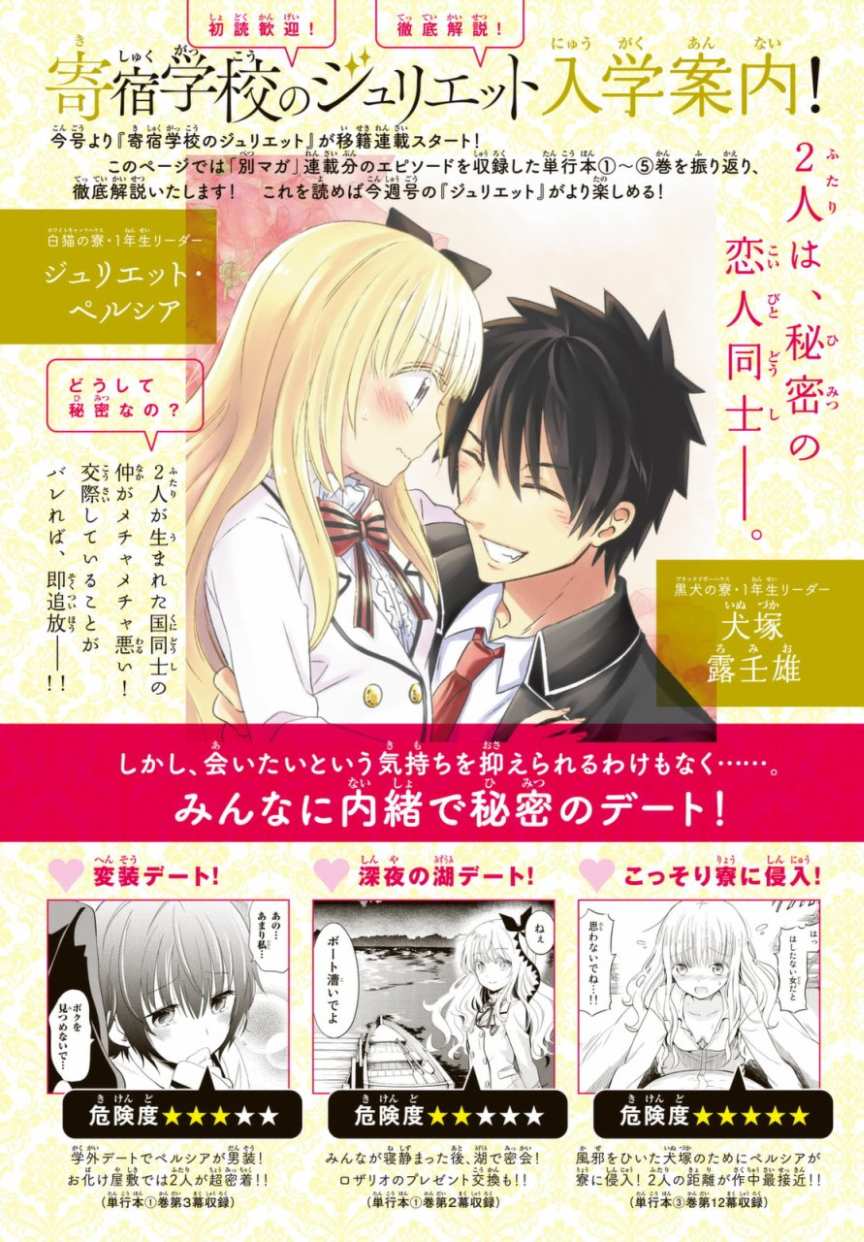 初読歓迎！
徹底解説！
寄宿学校のジュリエット入学案内！
今号より『寄宿学校のジュリエット』が移籍連載スタート！
このページでは「別マガ」連載分のエピソードを収録した単行本①～⑤巻を振り返り、
徹底解説いたします！　これを読めば今週号の『ジュリエット』がより楽しめる！
2人は、秘密の
恋人同士――。
白猫の寮・1年生リーダー
ジュリエット・
ペルシア
どうして
秘密なの？
2人が生まれた国同士の
仲がメチャメチャ悪い！
交際していることが
バレれば、即追放――！！
黒犬の寮・1年生リーダー
犬塚
露壬雄
しかし、会いたいという気持ちを抑えられるわけもなく……。
みんなに内緒で秘密のデート！
変装デート！
あの…
あまり私…
ボクを
見つめないで…
危険度★★★★★
学外デートでペルシアが男装！
お化け屋敷では2人が超密着！！
（単行本①巻第3幕収録）
深夜の湖デート！
ねぇ
ボート漕いでよ
危険度★★★★★
みんなが寝静まった後、湖で密会！
ロザリオのプレゼント交換も！！
（単行本①巻第2幕収録）
こっそり寮に侵入！
はっ
はしたない女だと
思わないでね…！！
危険度★★★★★
風邪をひいた犬塚のためにペルシアが
寮に侵入！2人の距離が作中最接近！！
（単行本③巻第12幕収録）